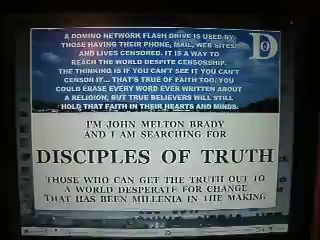 A DOMINO NETWORK FLASH DRIVE IS USED BY:
THOSE HAVING THEIR PHONE, MAIL, WEB SITES
AND LIVES CENSORED. IT IS A WAY TO
REACH THE WORLD DESPITE CENSORSHIP.
THE THINKING IS IF YOU CAN'T SEE IT YOU CAN'T
CENSOR IT... THAT'S TRUE OF FAITH TOO. YOU
COULD ERASE EVERY WORD EVER WRITTEN ABOUT
A RELIGION, BUT TRUE BELIEVERS WILL STILL
HOLD THAT FAITH IN THEIR HEARTS AND MINDS.
I'M JOHN MELTON BRADY
AND I AM SEARCHING FOR
DISCIPLES OF TRUTH
THOSE WHO CAN GET THE TRUTH OUT TO
A WORLD DESPERATE FOR CHANGE
THAT HAS BEEN MILLENIA IN THE MAKING